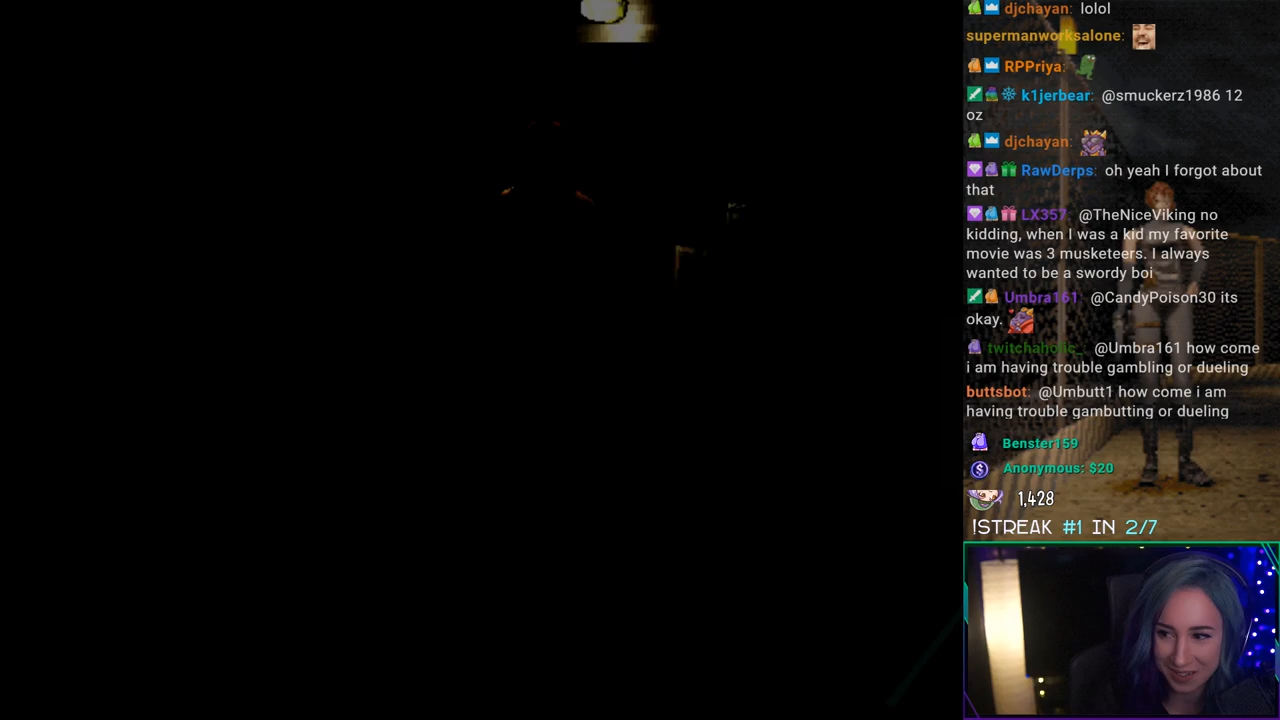 djchayan: lolol
supermanworksalone:
RPPriya:
k1jerbear: @smuckerz1986 12
oz
djchayan:
RawDerps: oh yeah I forgot about
that
LX357: @TheNiceViking no
kidding, when I was a kid my favorite
movie was 3 musketeers. I always
wanted to be a swordy boi
Umbra161: @CandyPoison30 its
okay.
twitchaholic_: @Umbra161 how come
i am having trouble gambling or dueling
buttsbot: @Umbutt1 how come i am
having trouble gambutting or dueling
Benster159
Anonymous: $20
1,428
!STREAK #1 IN 2/7